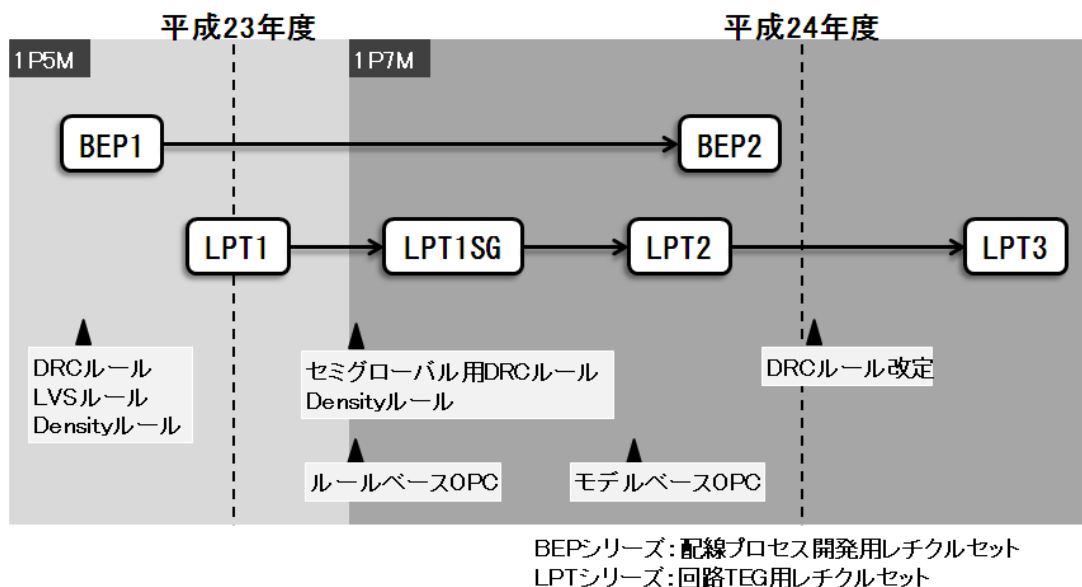 平成23年度
平成24年度
1P5M
1P7M
BEP1
BEP2
LPT1
LPT1SG
LPT2
LPT3
DRCルール
LVSルール
Densityルール
セミグローバル用DRCルール
Densityルール
DRCルール改定
ルールベースOPC
モデルベースOPC
BEPシリーズ：配線プロセス開発用レチクルセット
LPTシリーズ：回路TEG用レチクルセット